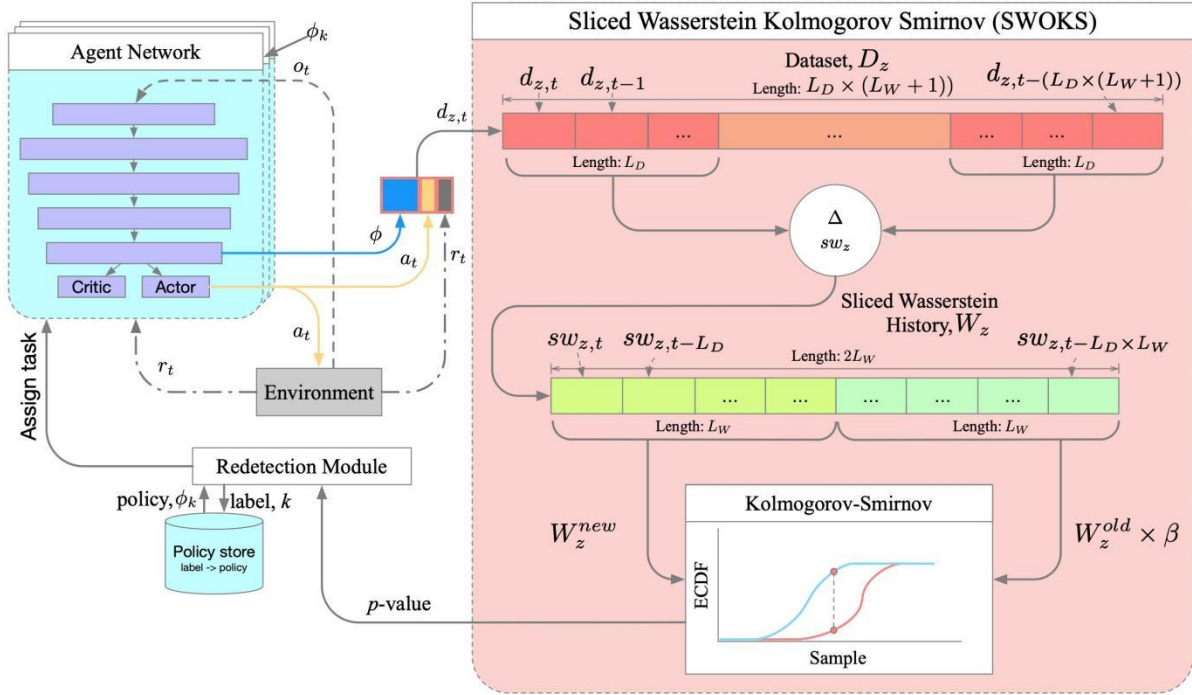 Agent Network
ϕ_k
o_t
d_{z,t}
ϕ
a_t
r_t
Critic
Actor
a_t
r_t
Environment
Assign task
Redetection Module
policy, ϕ_k
label, k
Policy store
label -> policy
p-value
Sliced Wasserstein Kolmogorov Smirnov (SWOKS)
Dataset, D_z
d_{z,t}
d_{z,t−1}
Length: L_D × (L_W + 1))
d_{z,t−(L_D×(L_W+1))}
...
...
...
...
Length: L_D
Length: L_D
Δ
sw_z
Sliced Wasserstein
History, W_z
sw_{z,t}
sw_{z,t−L_D}
sw_{z,t−L_D×L_W}
Length: 2L_W
...
...
...
...
...
Length: L_W
Length: L_W
W_z^{new}
W_z^{old} × β
Kolmogorov-Smirnov
ECDF
Sample